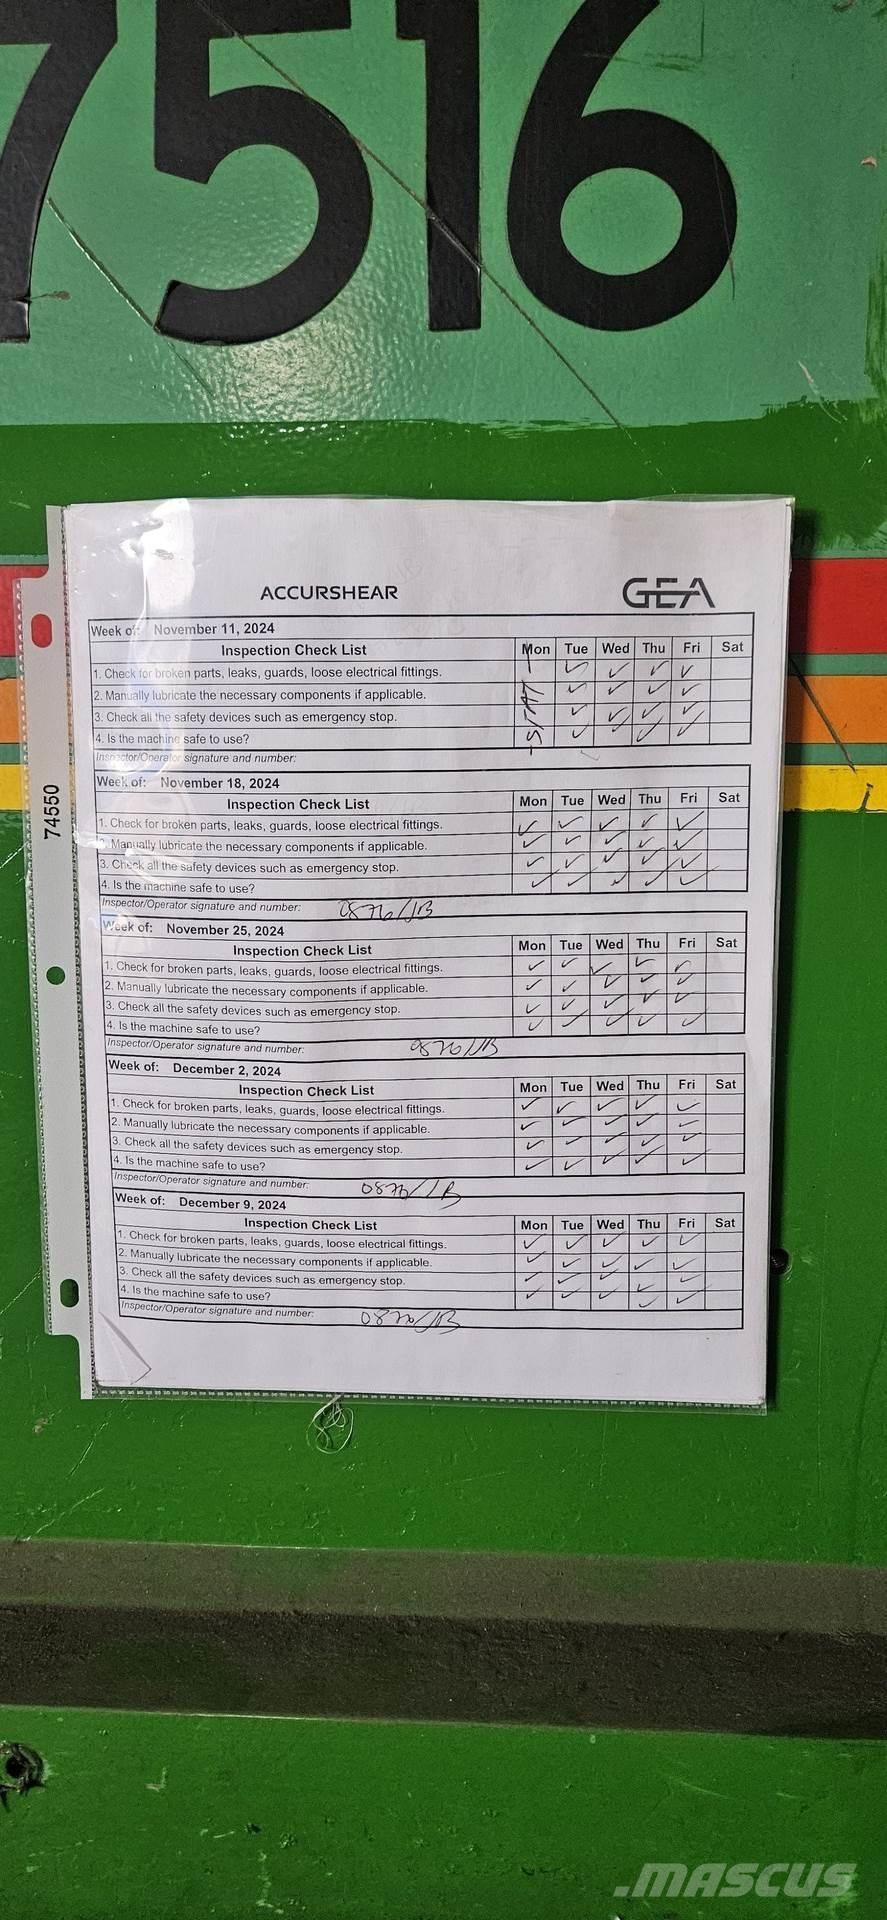 7516
ACCURSHEAR GEA
Week of: November 11, 2024
Inspection Check List Mon Tue Wed Thu Fri Sat
1. Check for broken parts, leaks, guards, loose electrical fittings.
2. Manually lubricate the necessary components if applicable.
3. Check all the safety devices such as emergency stop.
4. Is the machine safe to use?
- STAT -
Inspector/Operator signature and number:
Week of: November 18, 2024
Inspection Check List Mon Tue Wed Thu Fri Sat
1. Check for broken parts, leaks, guards, loose electrical fittings.
2. Manually lubricate the necessary components if applicable.
3. Check all the safety devices such as emergency stop.
4. Is the machine safe to use?
Inspector/Operator signature and number: 0876/JB
Week of: November 25, 2024
Inspection Check List Mon Tue Wed Thu Fri Sat
1. Check for broken parts, leaks, guards, loose electrical fittings.
2. Manually lubricate the necessary components if applicable.
3. Check all the safety devices such as emergency stop.
4. Is the machine safe to use?
Inspector/Operator signature and number: 0876/JB
Week of: December 2, 2024
Inspection Check List Mon Tue Wed Thu Fri Sat
1. Check for broken parts, leaks, guards, loose electrical fittings.
2. Manually lubricate the necessary components if applicable.
3. Check all the safety devices such as emergency stop.
4. Is the machine safe to use?
Inspector/Operator signature and number: 0876/JB
Week of: December 9, 2024
Inspection Check List Mon Tue Wed Thu Fri Sat
1. Check for broken parts, leaks, guards, loose electrical fittings.
2. Manually lubricate the necessary components if applicable.
3. Check all the safety devices such as emergency stop.
4. Is the machine safe to use?
Inspector/Operator signature and number: 0876/JB
74550
.MASCUS